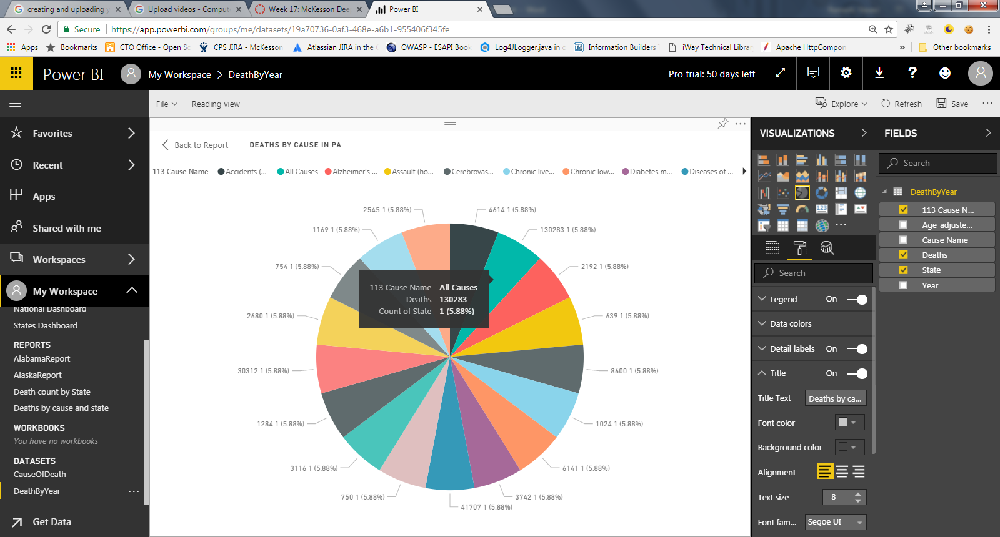 creating and uploading y
Upload videos - Compute
Week 17: McKesson Dee
Power BI
Secure
https://app.powerbi.com/groups/me/datasets/19a70736-0af3-468e-a6b1-955406f345fe
Apps
Bookmarks
CTO Office - Open Sc
CPS JIRA - McKesson
Atlassian JIRA in the C
OWASP - ESAPI Book
Log4JLogger.java in c
Information Builders
iWay Technical Librar
Apache HttpCompon
»
Other bookmarks
Power BI
My Workspace > DeathByYear
Pro trial: 50 days left
File
Reading view
Explore
Refresh
Save
Favorites
Recent
Apps
Shared with me
Workspaces
My Workspace
National Dashboard
States Dashboard
REPORTS
AlabamaReport
AlaskaReport
Death count by State
Deaths by cause and state
WORKBOOKS
You have no workbooks
DATASETS
CauseOfDeath
DeathByYear
Get Data
Back to Report
DEATHS BY CAUSE IN PA
113 Cause Name
Accidents (...
All Causes
Alzheimer's ...
Assault (ho...
Cerebrovas...
Chronic live...
Chronic low...
Diabetes m...
Diseases of ...
2545 1 (5.88%)
4614 1 (5.88%)
1169 1 (5.88%)
130283 1 (5.88%)
754 1 (5.88%)
2192 1 (5.88%)
113 Cause Name All Causes
Deaths 130283
Count of State 1 (5.88%)
2680 1 (5.88%)
639 1 (5.88%)
30312 1 (5.88%)
8600 1 (5.88%)
1284 1 (5.88%)
1024 1 (5.88%)
3116 1 (5.88%)
6141 1 (5.88%)
750 1 (5.88%)
3742 1 (5.88%)
41707 1 (5.88%)
VISUALIZATIONS
123
Search
Legend On
Data colors
Detail labels On
Title On
Title Text Deaths by ca...
Font color
Background color
Alignment
Text size 8
Font fam... Segoe UI
FIELDS
Search
DeathByYear
113 Cause N...
Age-adjuste...
Cause Name
Deaths
State
Year